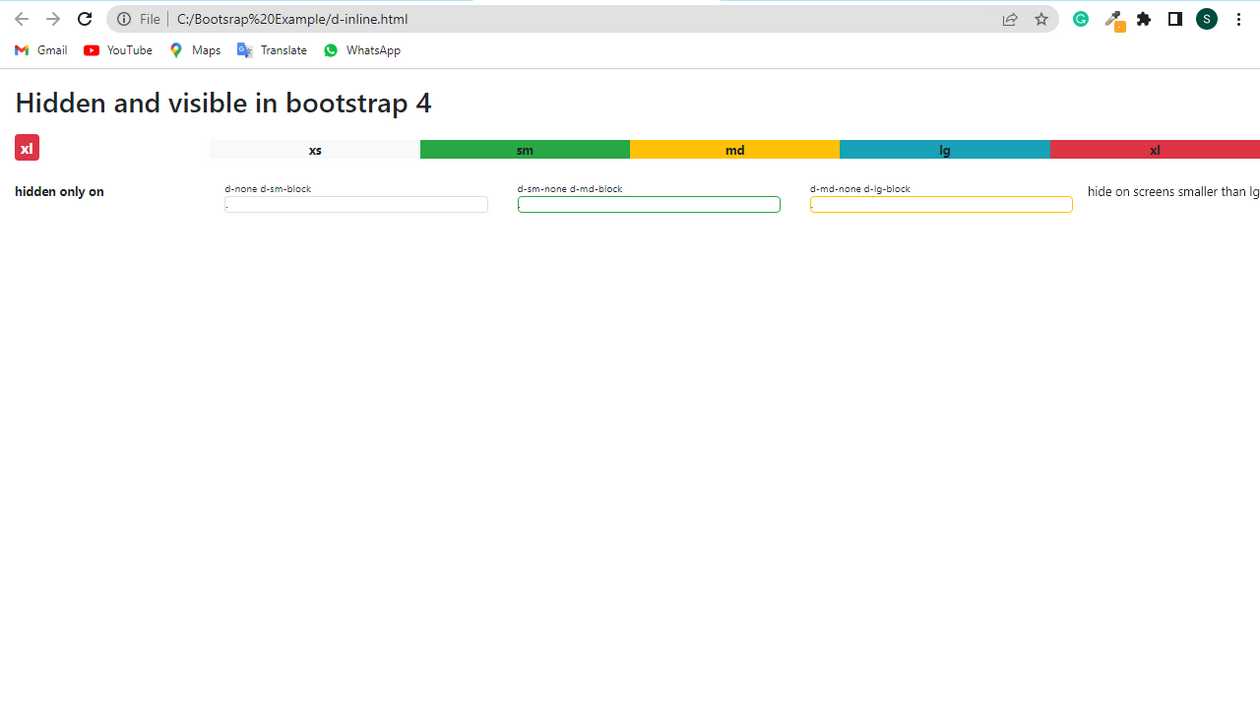 File C:/Bootsrap%20Example/d-inline.html S
Gmail YouTube Maps Translate WhatsApp
Hidden and visible in bootstrap 4
xl xs sm md lg xl
hidden only on d-none d-sm-block d-sm-none d-md-block d-md-none d-lg-block hide on screens smaller than lg